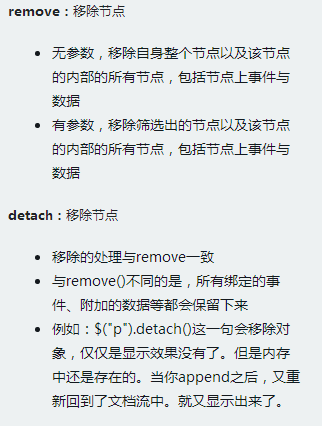 remove：移除节点
无参数，移除自身整个节点以及该节点
的内部的所有节点，包括节点上事件与
数据
有参数，移除筛选出的节点以及该节点
的内部的所有节点，包括节点上事件与
数据
detach：移除节点
移除的处理与remove一致
与remove()不同的是，所有绑定的事
件、附加的数据等都会保留下来
例如：$("p").detach()这一句会移除对
象，仅仅是显示效果没有了。但是内存
中还是存在的。当你append之后，又重
新回到了文档流中。就又显示出来了。